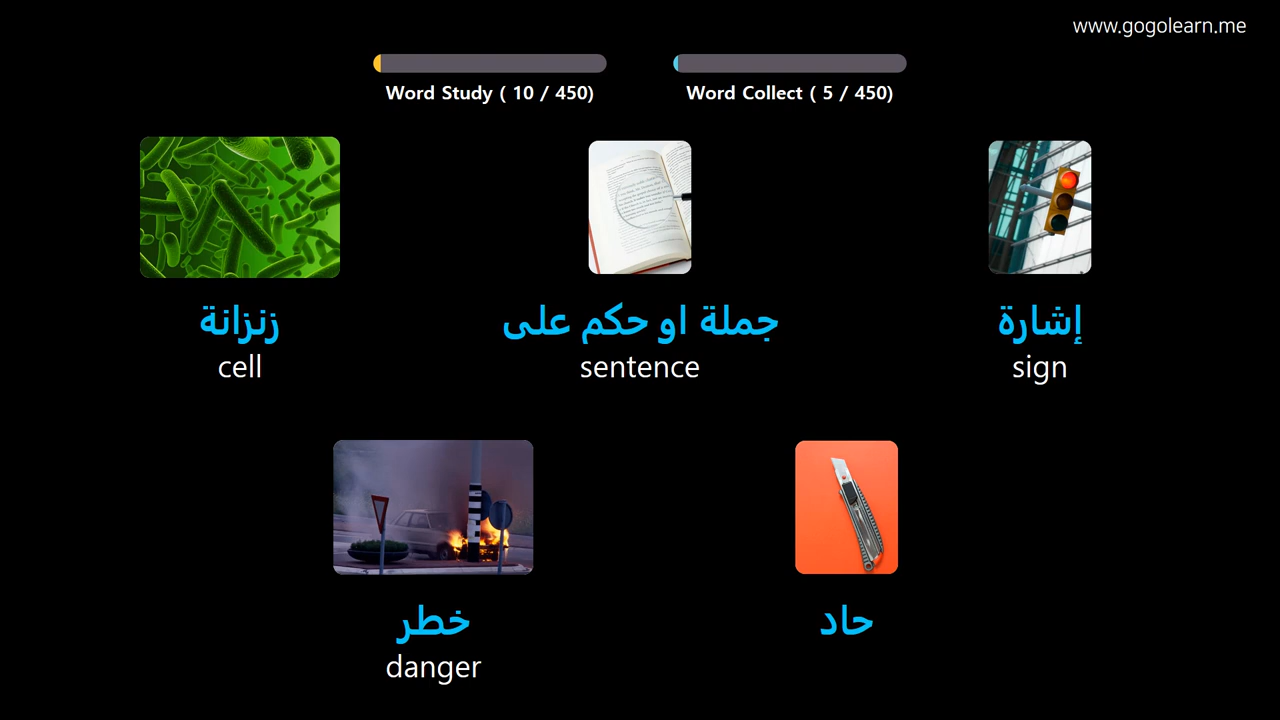 www.gogolearn.me
Word Study ( 10 / 450)
Word Collect ( 5 / 450)
زنزانة
cell
جملة او حكم على
sentence
إشارة
sign
خطر
danger
حاد